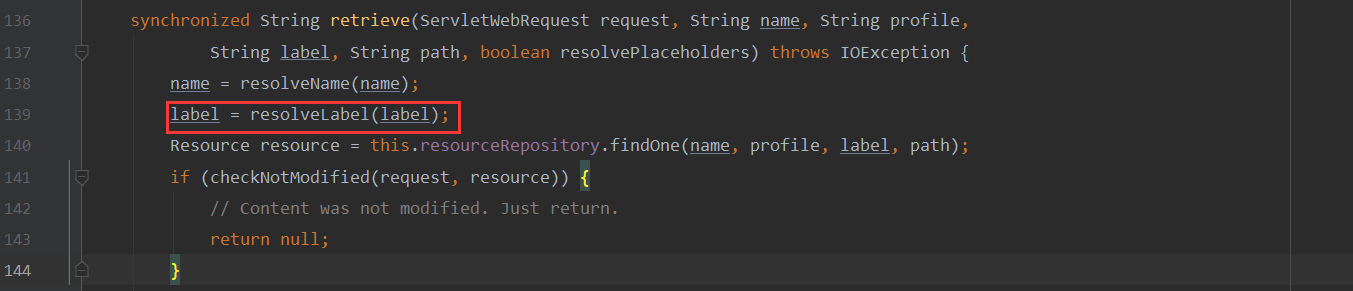 136 synchronized String retrieve(ServletWebRequest request, String name, String profile,
137 String label, String path, boolean resolvePlaceholders) throws IOException {
138 name = resolveName(name);
139 label = resolveLabel(label);
140 Resource resource = this.resourceRepository.findOne(name, profile, label, path);
141 if (checkNotModified(request, resource)) {
142 // Content was not modified. Just return.
143 return null;
144 }